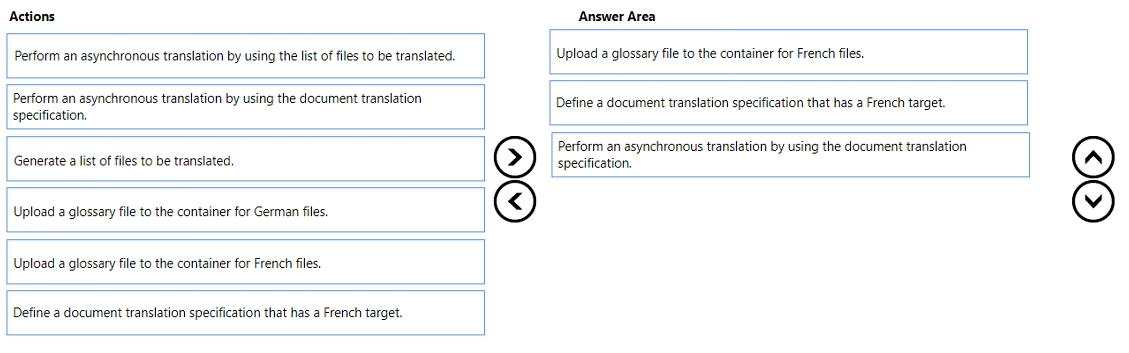 Actions
Perform an asynchronous translation by using the list of files to be translated.
Perform an asynchronous translation by using the document translation
specification.
Generate a list of files to be translated.
Upload a glossary file to the container for German files.
Upload a glossary file to the container for French files.
Define a document translation specification that has a French target.
Answer Area
Upload a glossary file to the container for French files.
Define a document translation specification that has a French target.
Perform an asynchronous translation by using the document translation
specification.